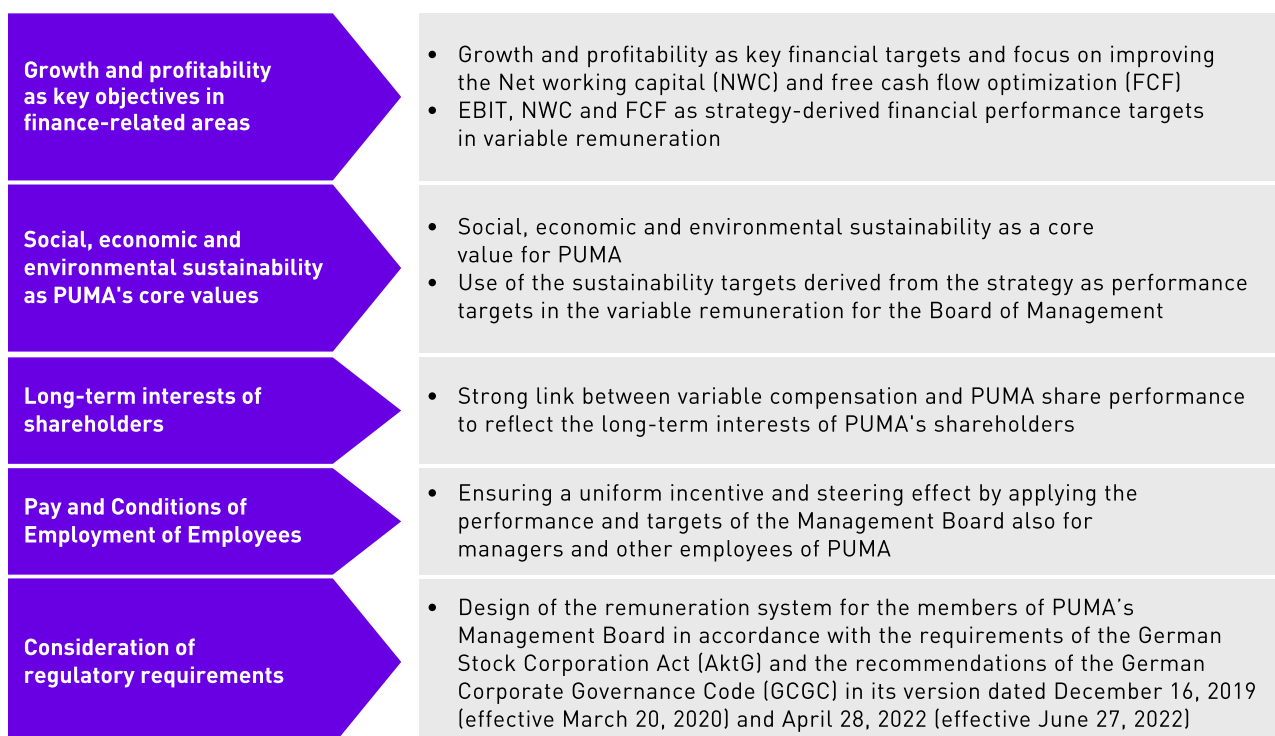 Growth and profitability
as key objectives in
finance-related areas
• Growth and profitability as key financial targets and focus on improving
the Net working capital (NWC) and free cash flow optimization (FCF)
• EBIT, NWC and FCF as strategy-derived financial performance targets
in variable remuneration
Social, economic and
environmental sustainability
as PUMA's core values
• Social, economic and environmental sustainability as a core
value for PUMA
• Use of the sustainability targets derived from the strategy as performance
targets in the variable remuneration for the Board of Management
Long-term interests of
shareholders
• Strong link between variable compensation and PUMA share performance
to reflect the long-term interests of PUMA's shareholders
Pay and Conditions of
Employment of Employees
• Ensuring a uniform incentive and steering effect by applying the
performance and targets of the Management Board also for
managers and other employees of PUMA
Consideration of
regulatory requirements
• Design of the remuneration system for the members of PUMA’s
Management Board in accordance with the requirements of the German
Stock Corporation Act (AktG) and the recommendations of the German
Corporate Governance Code (GCGC) in its version dated December 16, 2019
(effective March 20, 2020) and April 28, 2022 (effective June 27, 2022)